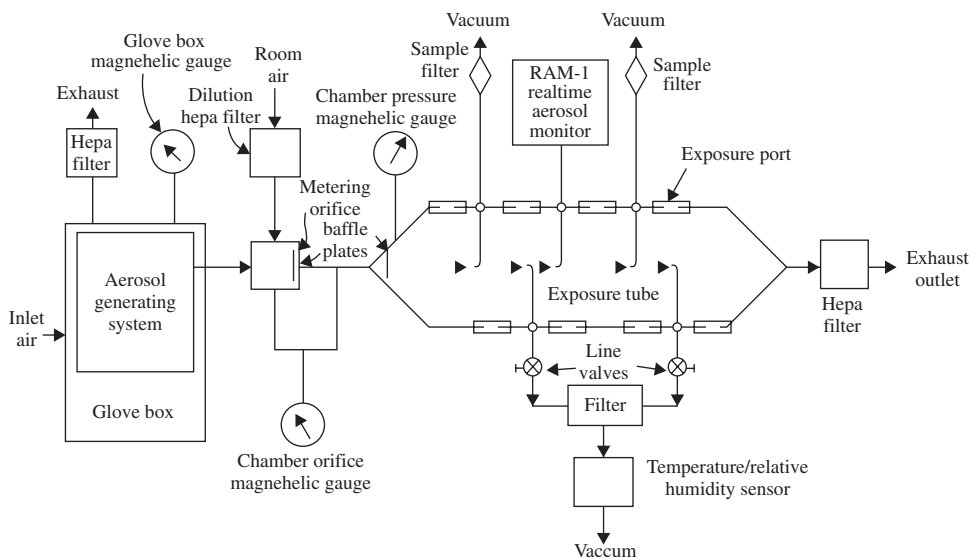 Glove box
magnehelic gauge
Exhaust
Hepa
filter
Room
air
Dilution
hepa filter
Chamber pressure
magnehelic gauge
Vacuum
Sample
filter
RAM-1
realtime
aerosol
monitor
Vacuum
Sample
filter
Exposure port
Metering
orifice
baffle
plates
Inlet
air
Aerosol
generating
system
Glove box
Chamber orifice
magnehelic gauge
Exposure tube
Line
valves
Filter
Temperature/relative
humidity sensor
Vaccum
Hepa
filter
Exhaust
outlet